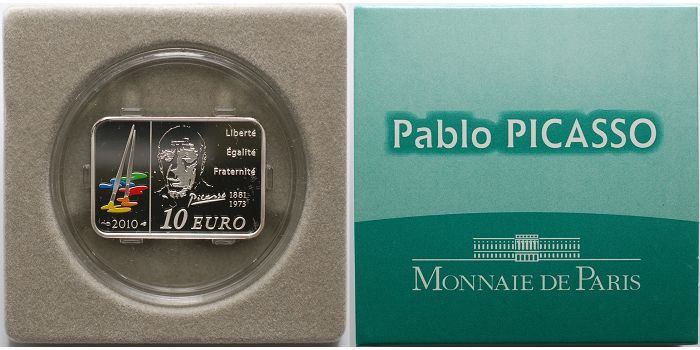 Liberté
Égalité
Fraternité
Picasso 1881
1973
2010 10 EURO
Pablo PICASSO
MONNAIE DE PARIS